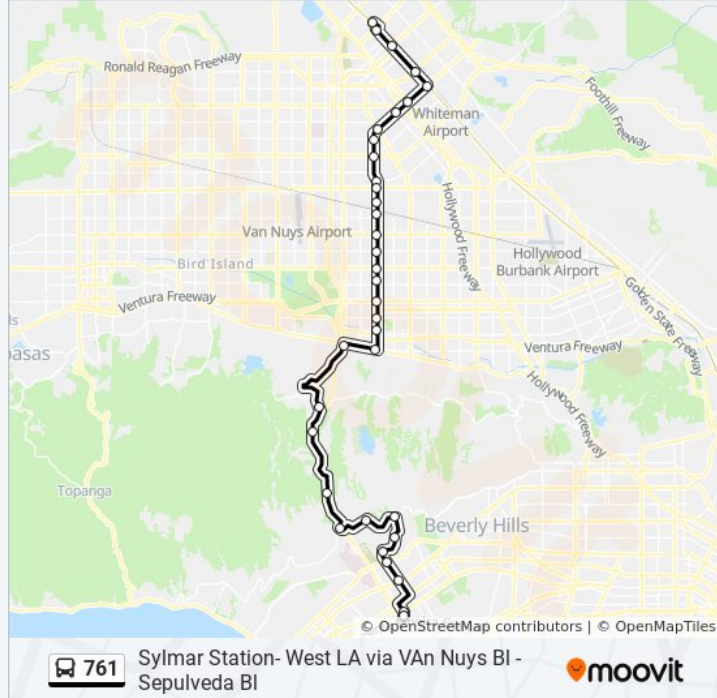 Ronald Reagan Freeway
Foothill Freeway
Whiteman
Airport
Hollywood Freeway
Van Nuys Airport
Bird Island
Hollywood
Burbank Airport
Golden State Freeway
Ventura Freeway
ls
basas
Ventura Freeway
Hollywood Freeway
Topanga
Beverly Hills
© OpenStreetMap contributors | © OpenMapTiles
761
Sylmar Station- West LA via VAn Nuys Bl -
Sepulveda Bl
moovit